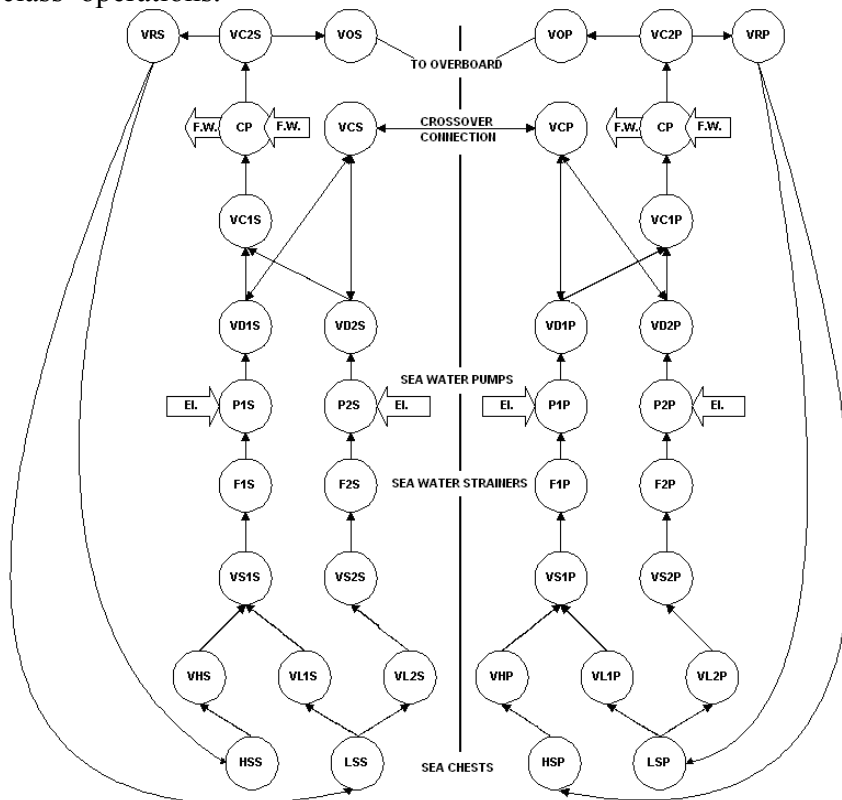 class operations.
VRS VC2S VOS VOP VC2P VRP
TO OVERBOARD
F.W. CP F.W. VCS CROSSOVER VCP F.W. CP F.W.
CONNECTION
VC1S VC1P
VD1S VD2S VD1P VD2P
SEA WATER PUMPS
El. P1S P2S El. El. P1P P2P El.
F1S F2S SEA WATER STRAINERS F1P F2P
VS1S VS2S VS1P VS2P
VHS VL1S VL2S VHP VL1P VL2P
HSS LSS SEA CHESTS HSP LSP